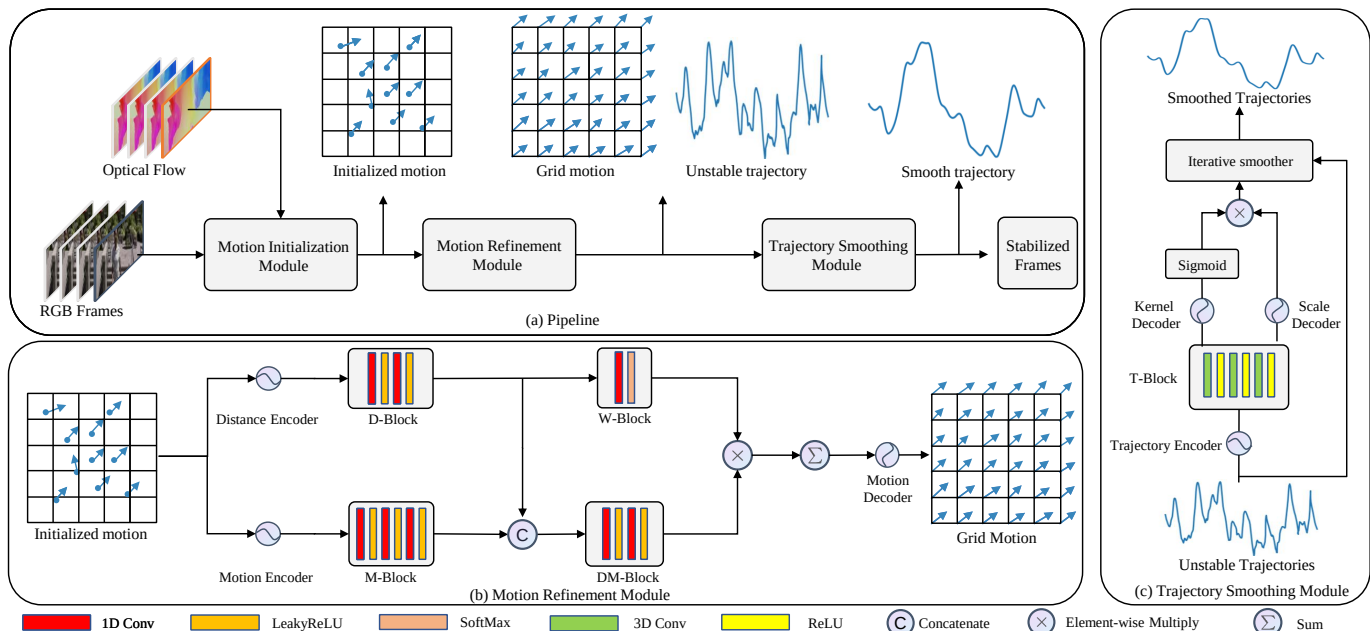 Optical Flow
RGB Frames
Initialized motion
Grid motion
Unstable trajectory
Smooth trajectory
Motion Initialization
Module
Motion Refinement
Module
Trajectory Smoothing
Module
Stabilized
Frames
(a) Pipeline
Initialized motion
Distance Encoder
D-Block
W-Block
Motion Encoder
M-Block
C
DM-Block
×
Σ
Motion
Decoder
Grid Motion
(b) Motion Refinement Module
Smoothed Trajectories
Iterative smoother
×
Sigmoid
Kernel
Decoder
Scale
Decoder
T-Block
Trajectory Encoder
Unstable Trajectories
(c) Trajectory Smoothing Module
1D Conv
LeakyReLU
SoftMax
3D Conv
ReLU
C
Concatenate
×
Element-wise Multiply
Σ
Sum